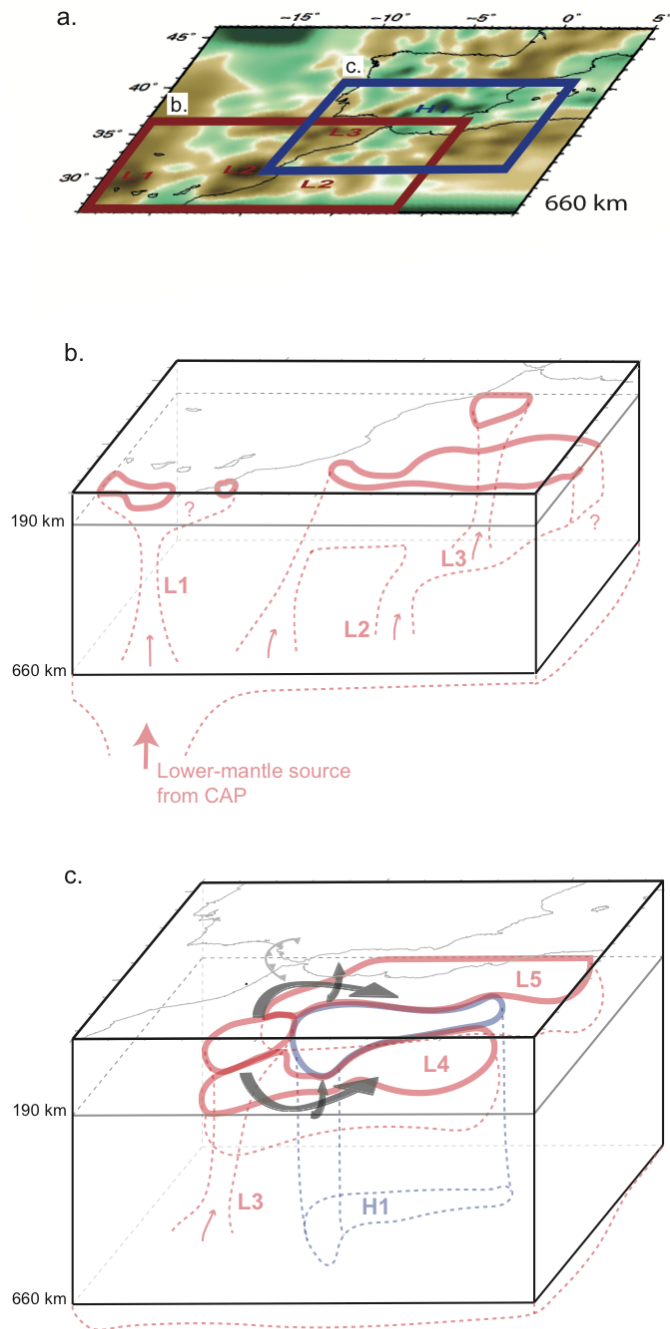 a.
-15° -10° -5° 0° 5°
45°
c.
40°
b.
H1
35°
L3
L1 L2
30°
L2
660 km
b.
190 km
?
?
L1
L3
L2
660 km
Lower-mantle source
from CAP
c.
L5
L4
190 km
L3
H1
660 km